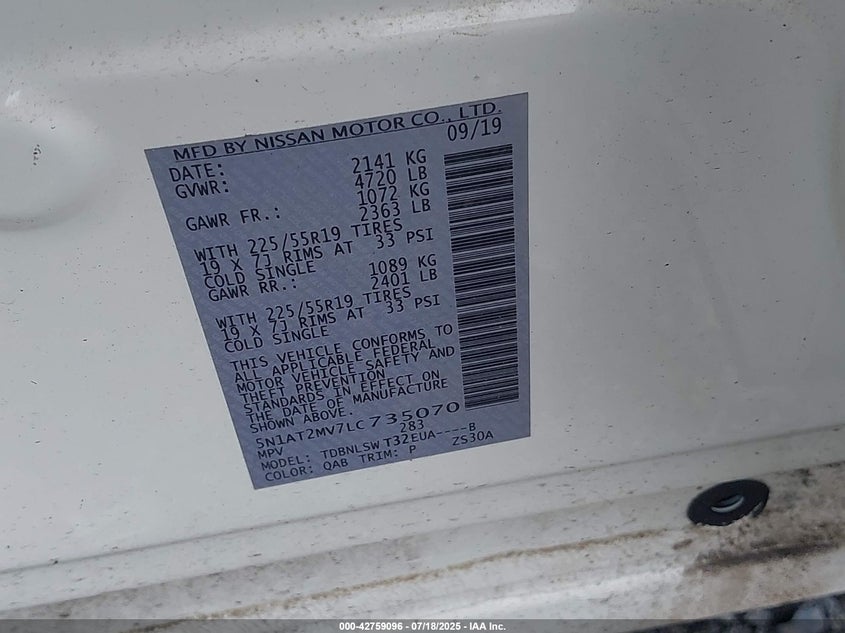 MFD BY NISSAN MOTOR CO., LTD.
DATE: 09/19
GVWR: 2141 KG
4720 LB
GAWR FR.: 1072 KG
2363 LB
WITH 225/55R19 TIRES
19 X 7J RIMS AT 33 PSI
COLD SINGLE
GAWR RR.: 1089 KG
2401 LB
WITH 225/55R19 TIRES
19 X 7J RIMS AT 33 PSI
COLD SINGLE
THIS VEHICLE CONFORMS TO
ALL APPLICABLE FEDERAL
MOTOR VEHICLE SAFETY AND
THEFT PREVENTION
STANDARDS IN EFFECT ON
THE DATE OF MANUFACTURE
SHOWN ABOVE.
5N1AT2MV7LC735070
MPV 283
MODEL: TDBNLSW T32EUA----B
COLOR: QAB TRIM: P ZS30A
000-42759096 - 07/18/2025 - IAA Inc.